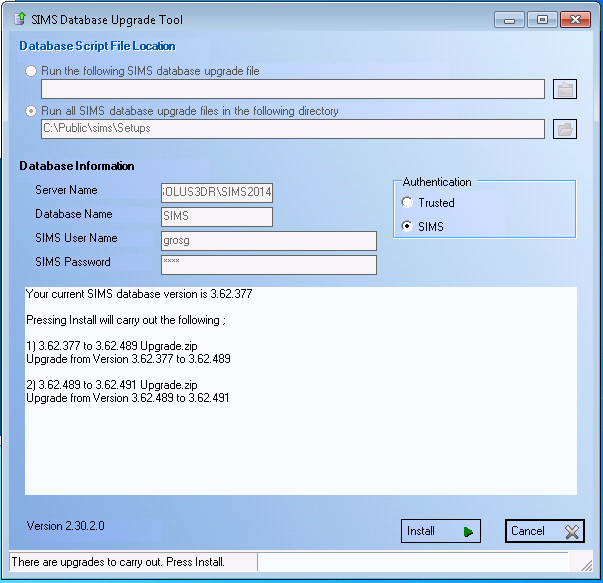 SIMS Database Upgrade Tool
Database Script File Location
Run the following SIMS database upgrade file
Run all SIMS database upgrade files in the following directory
C:\Public\sims\Setups
Database Information
Authentication
Server Name
OLUS3DR\SIMS2014
Trusted
Database Name
SIMS
SIMS
SIMS User Name
grosg
SIMS Password
****
Your current SIMS database version is 3.62.377
Pressing Install will carry out the following ;
1) 3.62.377 to 3.62.489 Upgrade.zip
Upgrade from Version 3.62.377 to 3.62.489
2) 3.62.489 to 3.62.491 Upgrade.zip
Upgrade from Version 3.62.489 to 3.62.491
Version 2.30.2.0
Install
Cancel
There are upgrades to carry out. Press Install.